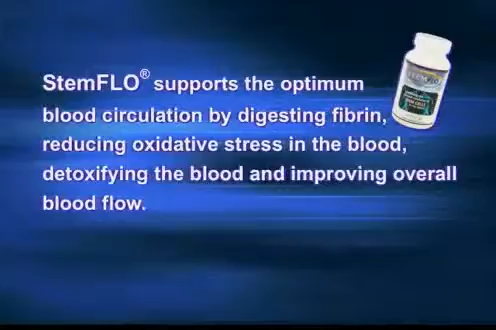 StemFLO® supports the optimum
blood circulation by digesting fibrin,
reducing oxidative stress in the blood,
detoxifying the blood and improving overall
blood flow.